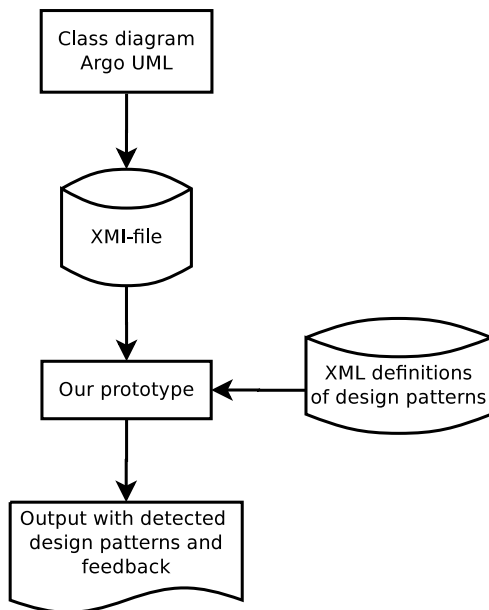 Class diagram
Argo UML
XMI-file
Our prototype
XML definitions
of design patterns
Output with detected
design patterns and
feedback